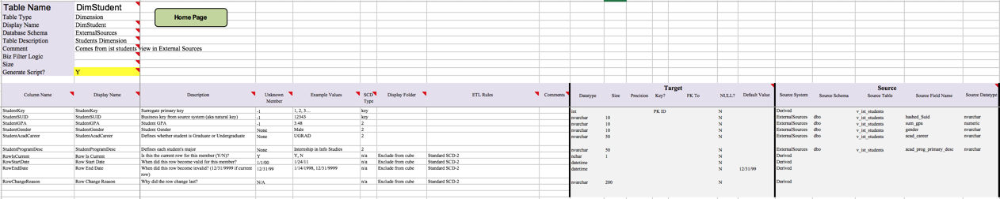 Table Name DimStudent
Table Type Dimension
Display Name DimStudent
Database Schema ExternalSources
Table Description Students Dimension
Comment Comes from ist students view in External Sources
Biz Filter Logic
Size
Generate Script? Y
Home Page
Target Source
Column Name Display Name Description Unknown Member Example Values SCD Type Display Folder ETL Rules Comments Datatype Size Precision Key? FK To NULL? Default Value Source System Source Schema Source Table Source Field Name Source Datatype
StudentKey StudentKey Surrogate primary key -1 1, 2, 3... key int PK ID N Derived v_ist_students
StudentSUID StudentSUID Business key from source system (aka natural key) -1 12345 key nvarchar 10 N ExternalSources dbo v_ist_students hashed_Suid nvarchar
StudentGPA StudentGPA Student GPA -1 3.48 2 nvarchar 10 N ExternalSources dbo v_ist_students sum_gpa numeric
StudentGender StudentGender Student Gender None Male 2 nvarchar 10 N ExternalSources dbo v_ist_students gender nvarchar
StudentAcadCareer StudentAcadCareer Defines whether student is Graduate or Undergraduate None UGRAD 2 nvarchar 50 N ExternalSources dbo v_ist_students acad_career nvarchar
StudentProgramDesc StudentProgramDesc Defines each student's major None Internship in Info Studies 2 nvarchar 50 N ExternalSources dbo v_ist_students acad_prog_primary_desc nvarchar
RowIsCurrent Row Is Current Is this the current row for this member (Y/N)? Y Y, N n/a Exclude from cube Standard SCD-2 nchar 1 N Derived
RowStartDate Row Start Date When did this row become valid for this member? 1/1/00 1/24/11 n/a Exclude from cube Standard SCD-2 datetime N Derived
RowEndDate Row End Date When did this row become invalid? (12/31/9999 if current row) 12/31/99 1/14/1998, 12/31/9999 n/a Exclude from cube Standard SCD-2 datetime N 12/31/99 Derived
RowChangeReason Row Change Reason Why did the row change last? N/A n/a Exclude from cube Standard SCD-2 nvarchar 200 N Derived